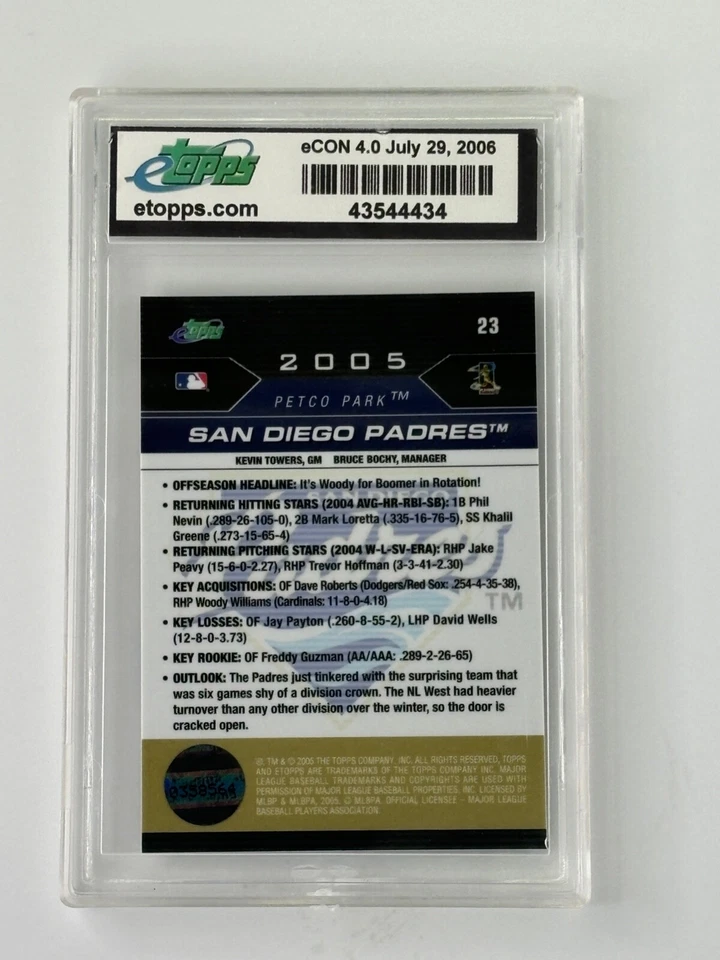 etopps
etopps.com
eCON 4.0 July 29, 2006
43544434
etopps
23
2005
PETCO PARK™
SAN DIEGO PADRES™
KEVIN TOWERS, GM BRUCE BOCHY, MANAGER
• OFFSEASON HEADLINE: It's Woody for Boomer in Rotation!
• RETURNING HITTING STARS (2004 AVG-HR-RBI-SB): 1B Phil
Nevin (.289-26-105-0), 2B Mark Loretta (.335-16-76-5), SS Khalil
Greene (.273-15-65-4)
• RETURNING PITCHING STARS (2004 W-L-SV-ERA): RHP Jake
Peavy (15-6-0-2.27), RHP Trevor Hoffman (3-3-41-2.30)
• KEY ACQUISITIONS: OF Dave Roberts (Dodgers/Red Sox: .254-4-35-38),
RHP Woody Williams (Cardinals: 11-8-0-4.18)
• KEY LOSSES: OF Jay Payton (.260-8-55-2), LHP David Wells
(12-8-0-3.73)
• KEY ROOKIE: OF Freddy Guzman (AA/AAA: .289-2-26-65)
• OUTLOOK: The Padres just tinkered with the surprising team that
was six games shy of a division crown. The NL West had heavier
turnover than any other division over the winter, so the door is
cracked open.
SAN DIEGO
Padres
TM
0358564
®, TM & © 2005 THE TOPPS COMPANY, INC. ALL RIGHTS RESERVED, TOPPS
AND ETOPPS ARE TRADEMARKS OF THE TOPPS COMPANY INC. MAJOR
LEAGUE BASEBALL TRADEMARKS AND COPYRIGHTS ARE USED WITH
PERMISSION OF MAJOR LEAGUE BASEBALL PROPERTIES, INC. LICENSED BY
MLBP & MLBPA, 2005. © MLBPA. OFFICIAL LICENSEE – MAJOR LEAGUE
BASEBALL PLAYERS ASSOCIATION.